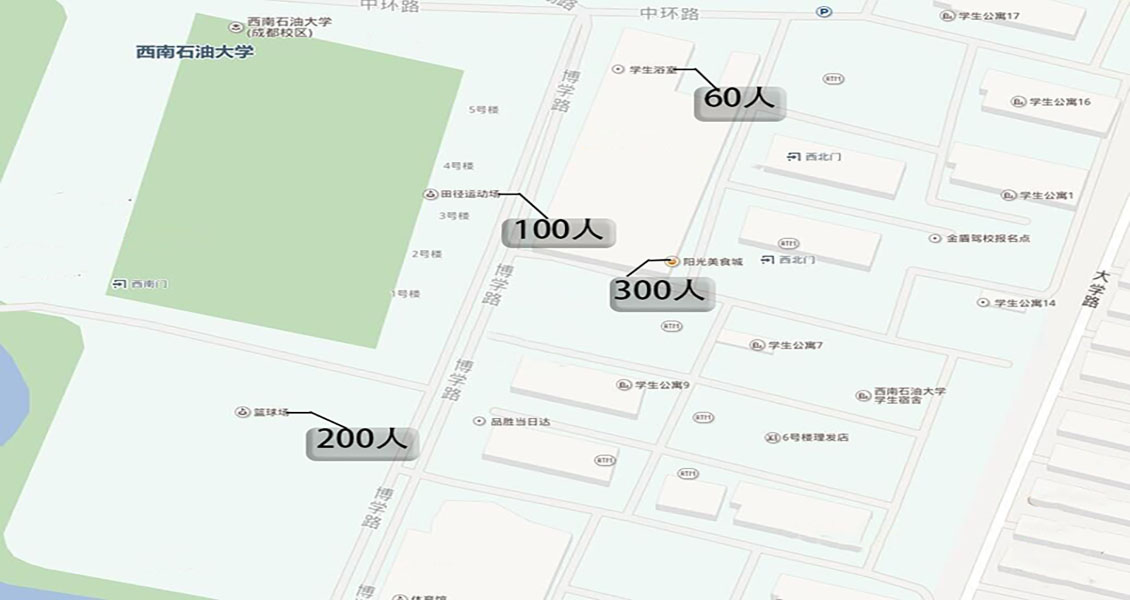 中环路
中环路
P
学生公寓17
西南石油大学
(成都校区)
西南石油大学
学生浴室
60人
博学路
学生公寓16
5号楼
西北门
4号楼
田径运动场
学生公寓1
3号楼
100人
金盾驾校报名点
2号楼
阳光美食城
西北门
300人
西南门
1号楼
博学路
大学路
学生公寓14
学生公寓7
博学路
学生公寓9
西南石油大学
学生宿舍
篮球场
200人
品胜当日达
6号楼理发店
博学路
博
体育馆